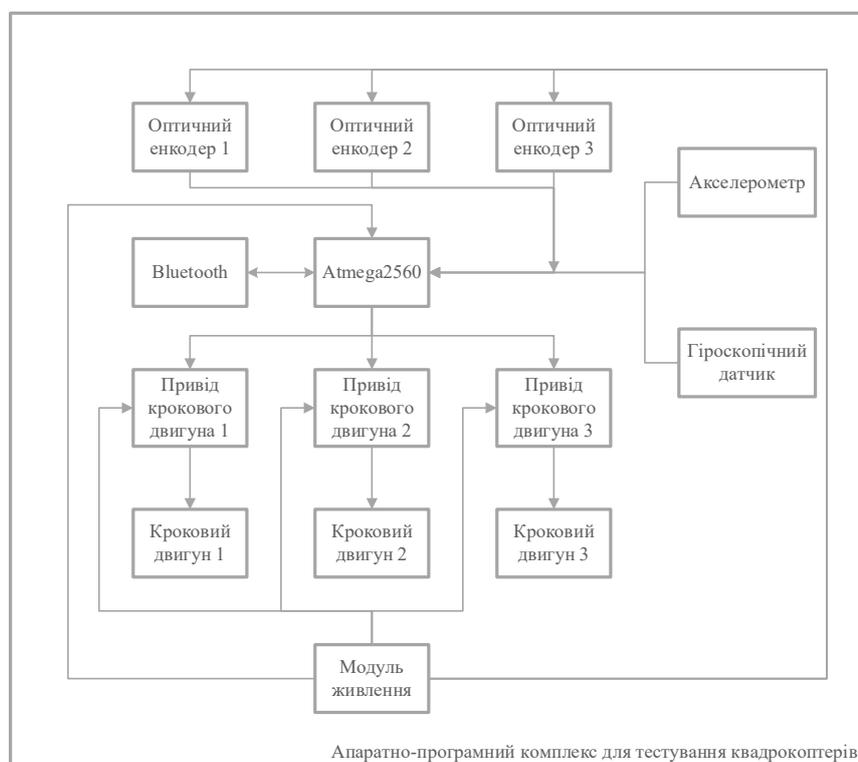 Оптичний
енкодер 1
Оптичний
енкодер 2
Оптичний
енкодер 3
Акселерометр
Bluetooth
Atmega2560
Гіроскопічний
датчик
Привід
крокового
двигуна 1
Привід
крокового
двигуна 2
Привід
крокового
двигуна 3
Кроковий
двигун 1
Кроковий
двигун 2
Кроковий
двигун 3
Модуль
живлення
Апаратно-програмний комплекс для тестування квадрокоптерів